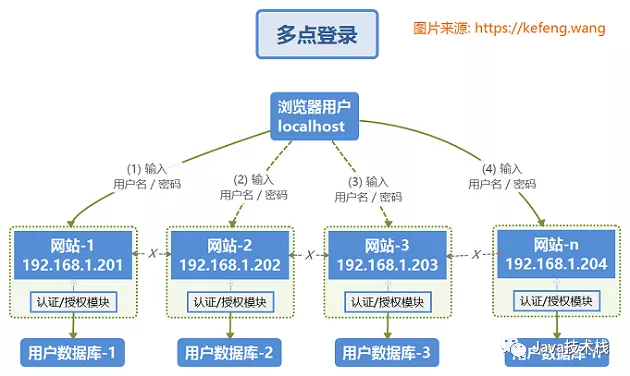 多点登录
图片来源: https://kefeng.wang
浏览器用户
localhost
(1) 输入
用户名 / 密码
(2) 输入
用户名 / 密码
(3) 输入
用户名 / 密码
(4) 输入
用户名 / 密码
网站-1
192.168.1.201
X
网站-2
192.168.1.202
X
网站-3
192.168.1.203
X
网站-n
192.168.1.204
认证/授权模块
认证/授权模块
认证/授权模块
认证/授权模块
用户数据库-1
用户数据库-2
用户数据库-3
用户数据库
Java技术栈